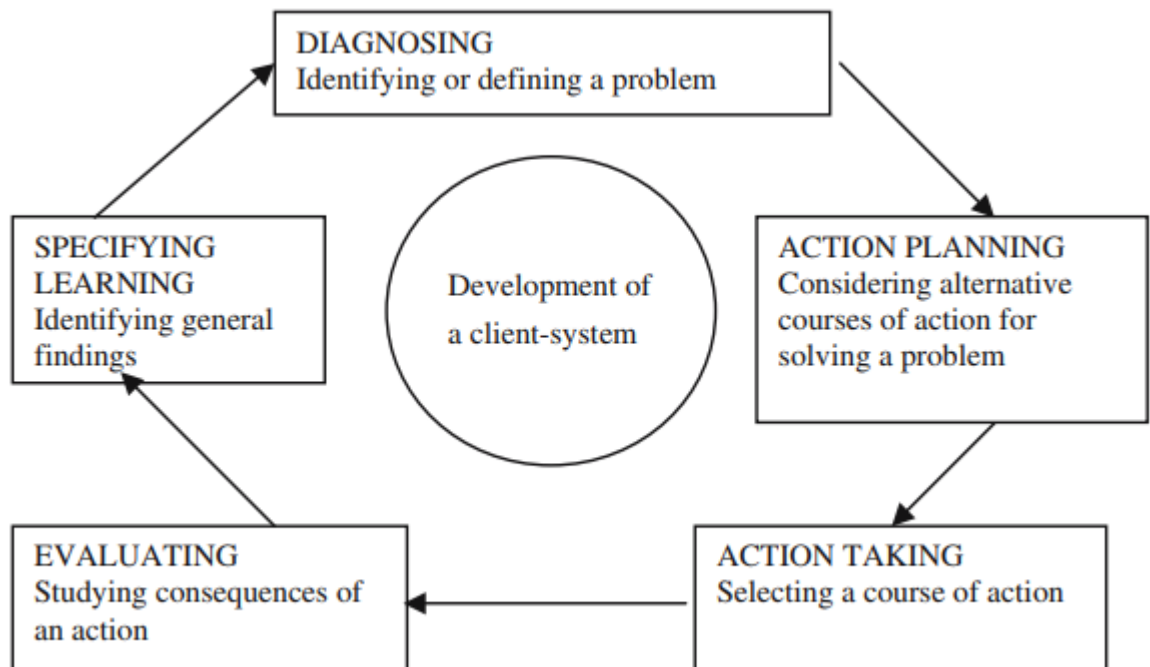 DIAGNOSING
Identifying or defining a problem
ACTION PLANNING
Considering alternative
courses of action for
solving a problem
ACTION TAKING
Selecting a course of action
EVALUATING
Studying consequences of
an action
SPECIFYING
LEARNING
Identifying general
findings
Development of
a client-system